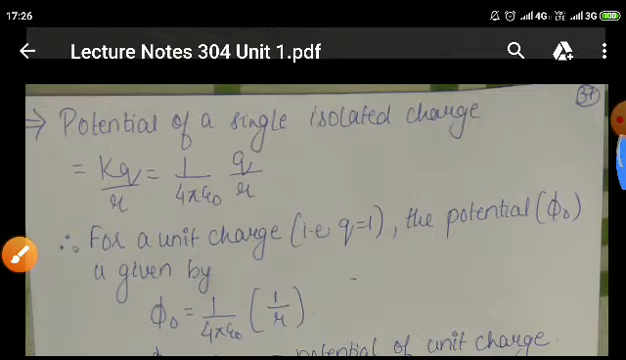 17:26 4G 3G 100
Lecture Notes 304 Unit 1.pdf
37
⇒ Potential of a single isolated charge
= Kq/r = 1/4πε₀ q/r
∴ For a unit charge (i.e q=1), the potential (ϕ₀)
is given by
ϕ₀ = 1/4πε₀ (1/r)
potential of unit charge